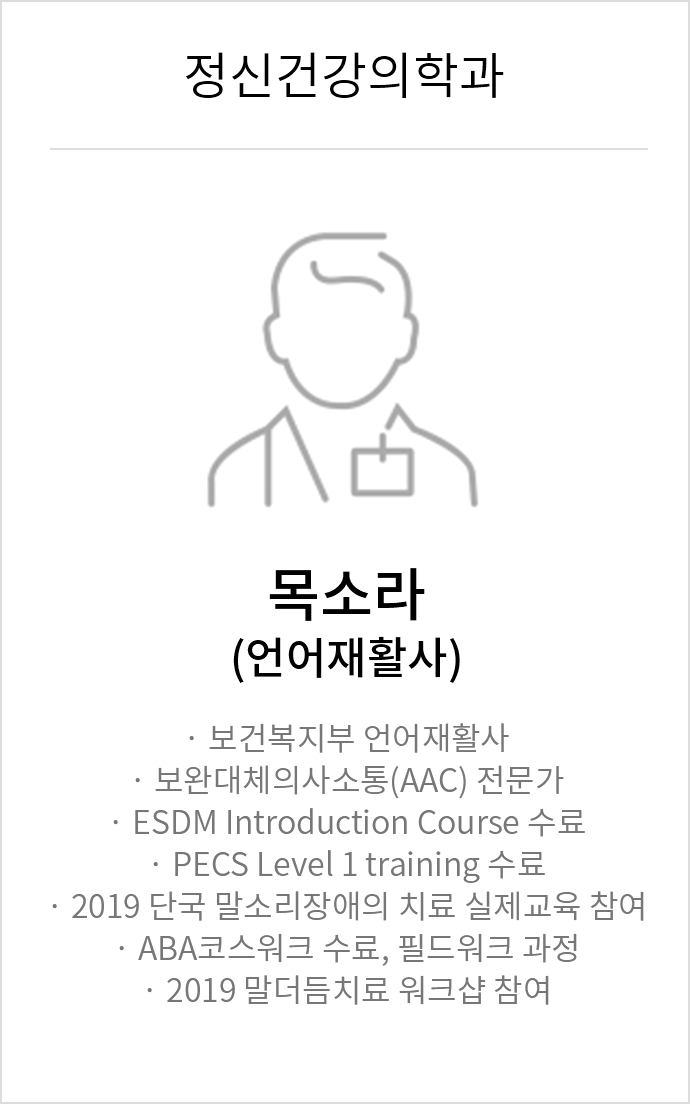 정신건강의학과
목소라
(언어재활사)
· 보건복지부 언어재활사
· 보완대체의사소통(AAC) 전문가
· ESDM Introduction Course 수료
· PECS Level 1 training 수료
· 2019 단국 말소리장애의 치료 실제교육 참여
· ABA코스워크 수료, 필드워크 과정
· 2019 말더듬치료 워크샵 참여